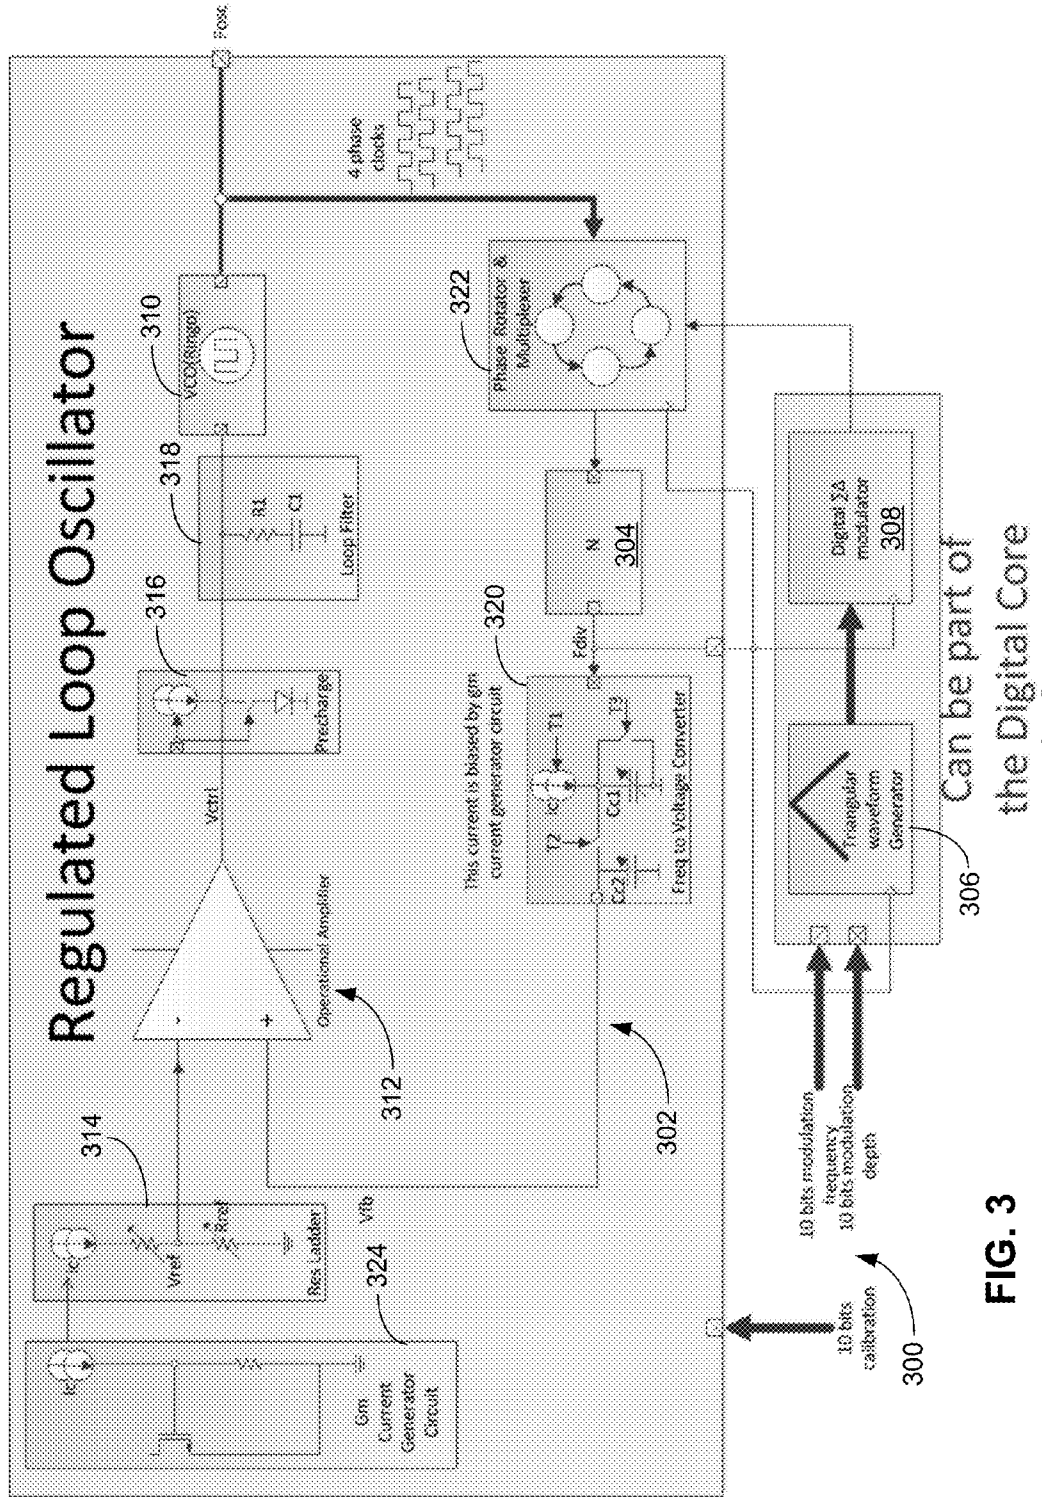 Regulated Loop Oscillator
Fosc
310
VCO(Ringo)
318
R1
C1
Loop Filter
316
Precharge
Vctrl
Operational Amplifier
312
-
+
314
Ic
Vref
Rref
Res Ladder
Vfb
324
Ic
Gm
Current
Generator
Circuit
4 phase
clocks
322
Phase Rotator &
Multiplexer
N
304
Fdiv
320
This current is biased by gm
current generator circuit
T1
T2
T3
Ic
Cc1
Cc2
Freq to Voltage Converter
302
Digital ΣΔ
modulator
308
Triangular
waveform
Generator
306
Can be part of
the Digital Core
10 bits modulation
frequency
10 bits modulation
depth
10 bits
calibration
300
FIG. 3